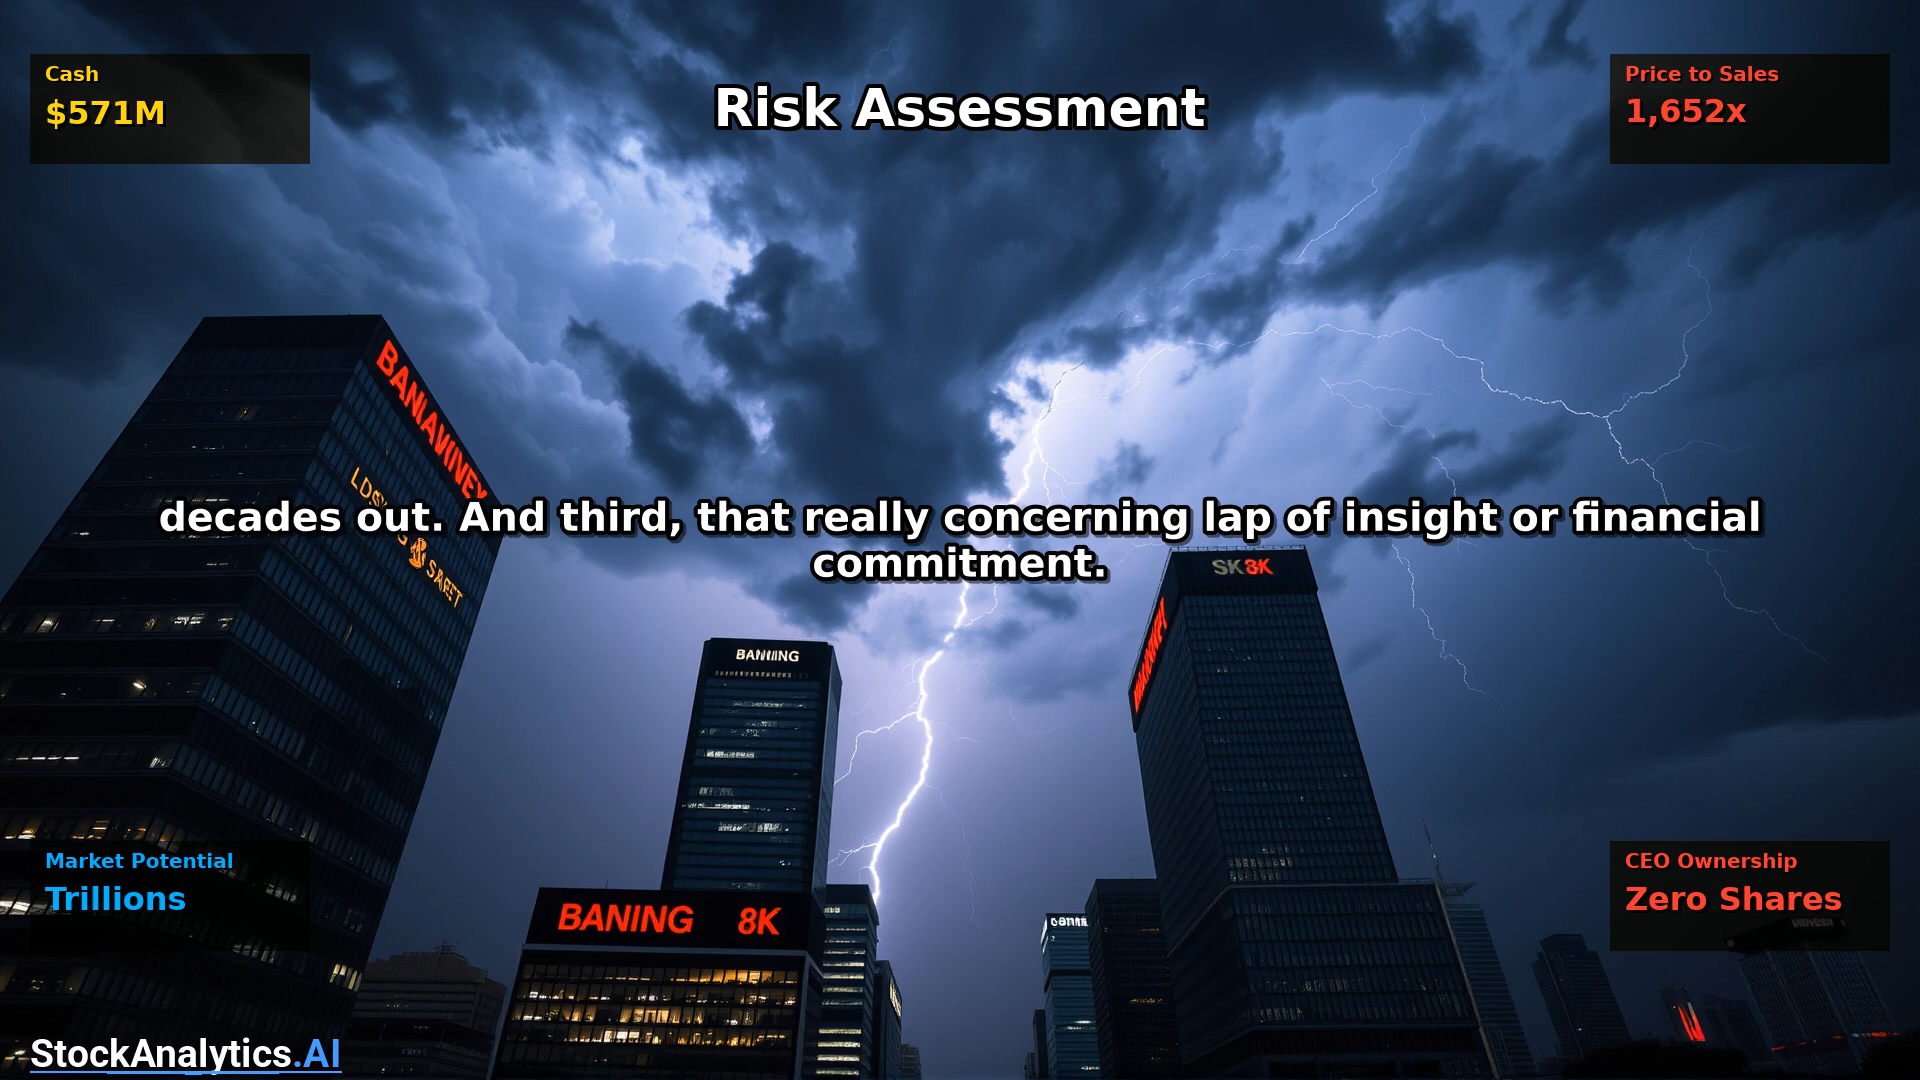 Cash
$571M
Risk Assessment
Price to Sales
1,652x
decades out. And third, that really concerning lap of insight or financial
commitment.
SK8K
BANING 8K
Market Potential
Trillions
CEO Ownership
Zero Shares
StockAnalytics.AI